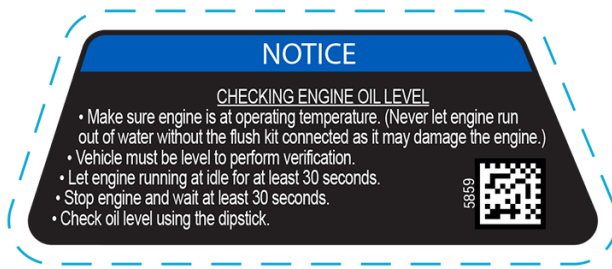 NOTICE
CHECKING ENGINE OIL LEVEL
• Make sure engine is at operating temperature. (Never let engine run
out of water without the flush kit connected as it may damage the engine.)
• Vehicle must be level to perform verification.
• Let engine running at idle for at least 30 seconds.
• Stop engine and wait at least 30 seconds.
• Check oil level using the dipstick.
5859